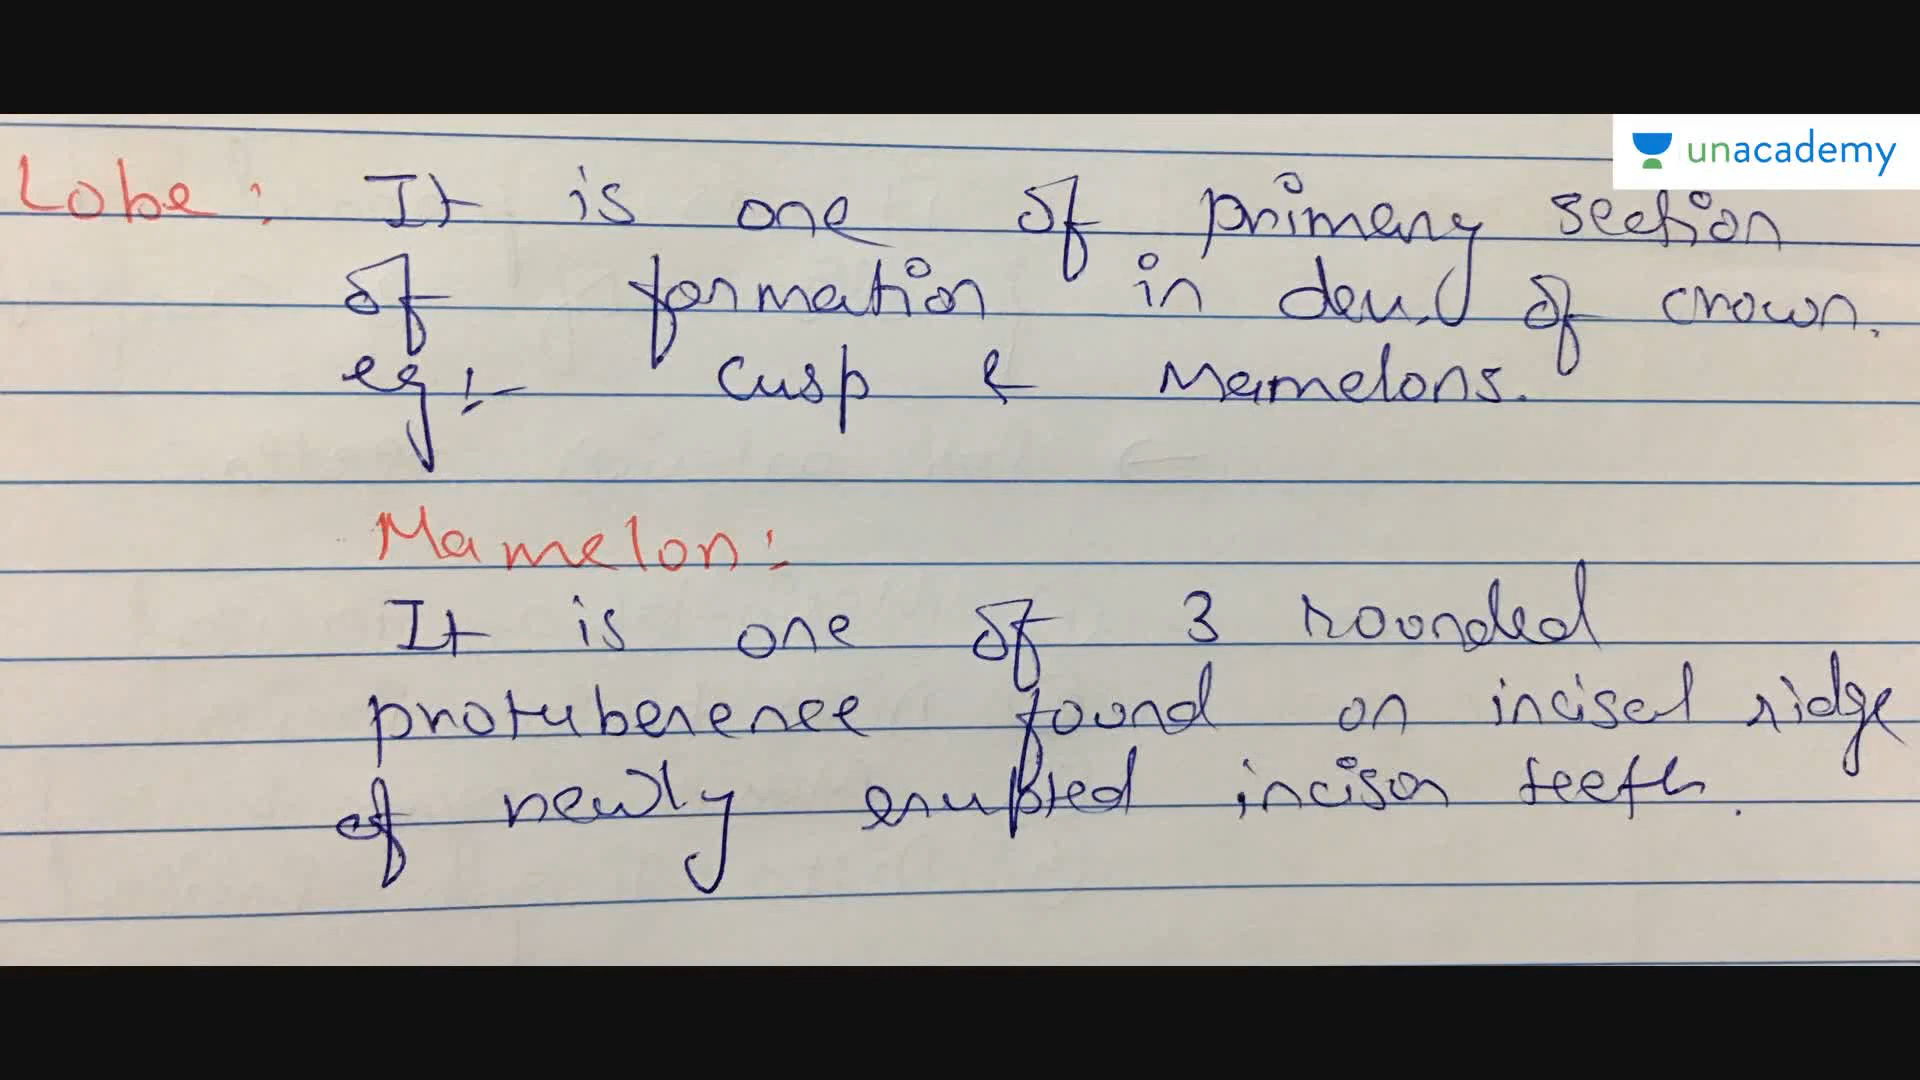 unacademy
Lobe: It is one of primary section
of formation in dev. of crown.
eg:- Cusp & Mamelons.
Mamelon:
It is one of 3 rounded
protuberence found on incisal ridge
of newly erupted incisor teeth.